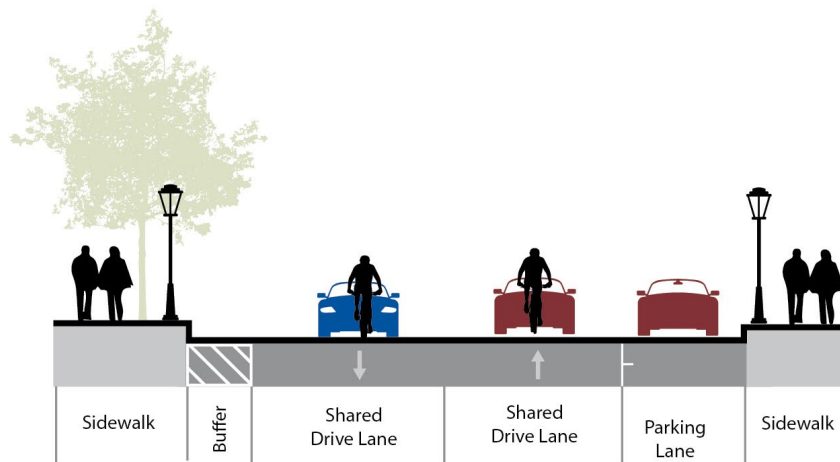 Sidewalk
Buffer
Shared
Drive Lane
Shared
Drive Lane
Parking
Lane
Sidewalk